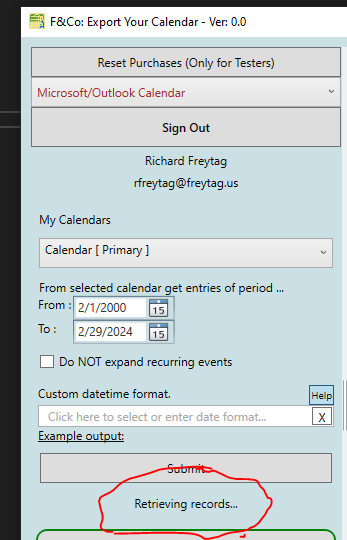 F&Co: Export Your Calendar - Ver: 0.0
Reset Purchases (Only for Testers)
Microsoft/Outlook Calendar
Sign Out
Richard Freytag
rfreytag@freytag.us
My Calendars
Calendar [ Primary ]
From selected calendar get entries of period ...
From : 2/1/2000 15
To : 2/29/2024 15
Do NOT expand recurring events
Custom datetime format. Help
Click here to select or enter date format... X
Example output:
Submit
Retrieving records...